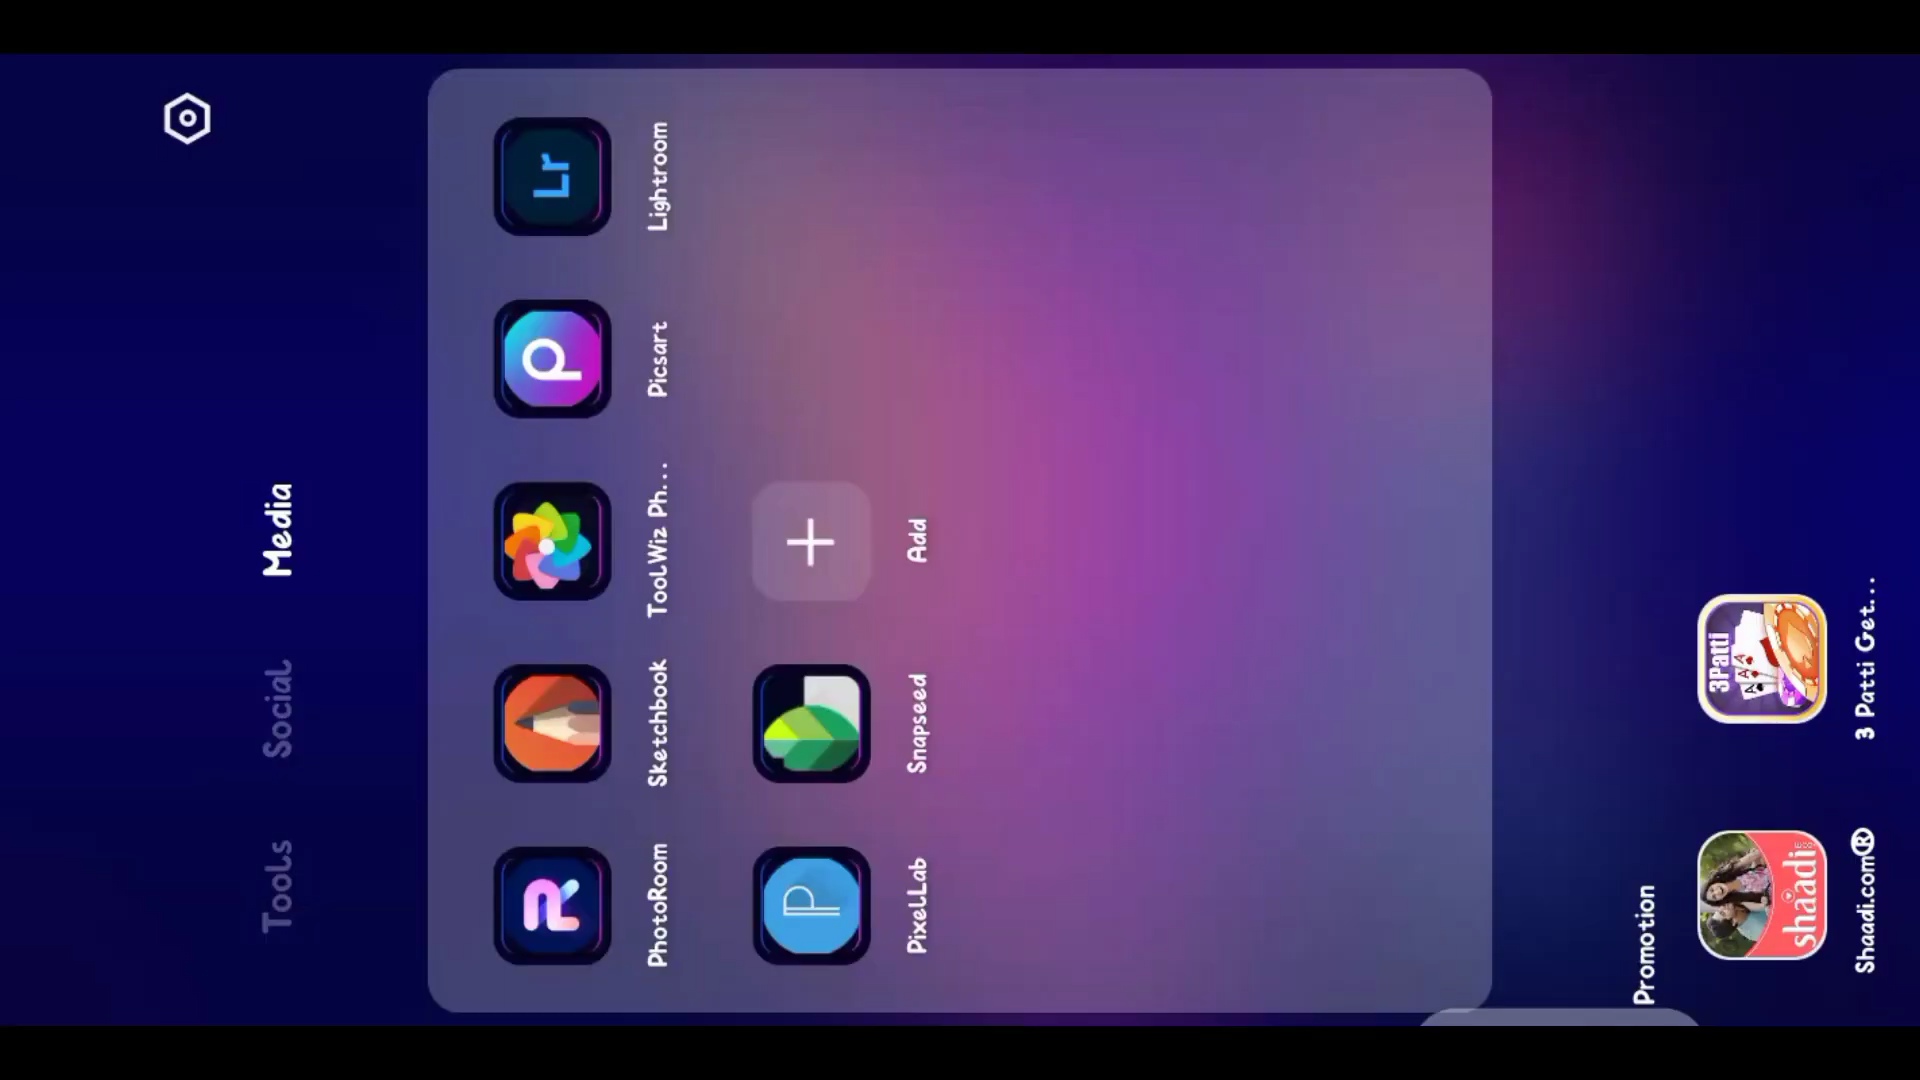 Tools Social Media
PhotoRoom Sketchbook TooLWiz Ph... Picsart Lightroom
Lr
PixelLab Snapseed Add
Promotion
shaadi
3Patti
Shaadi.com® 3 Patti Get...